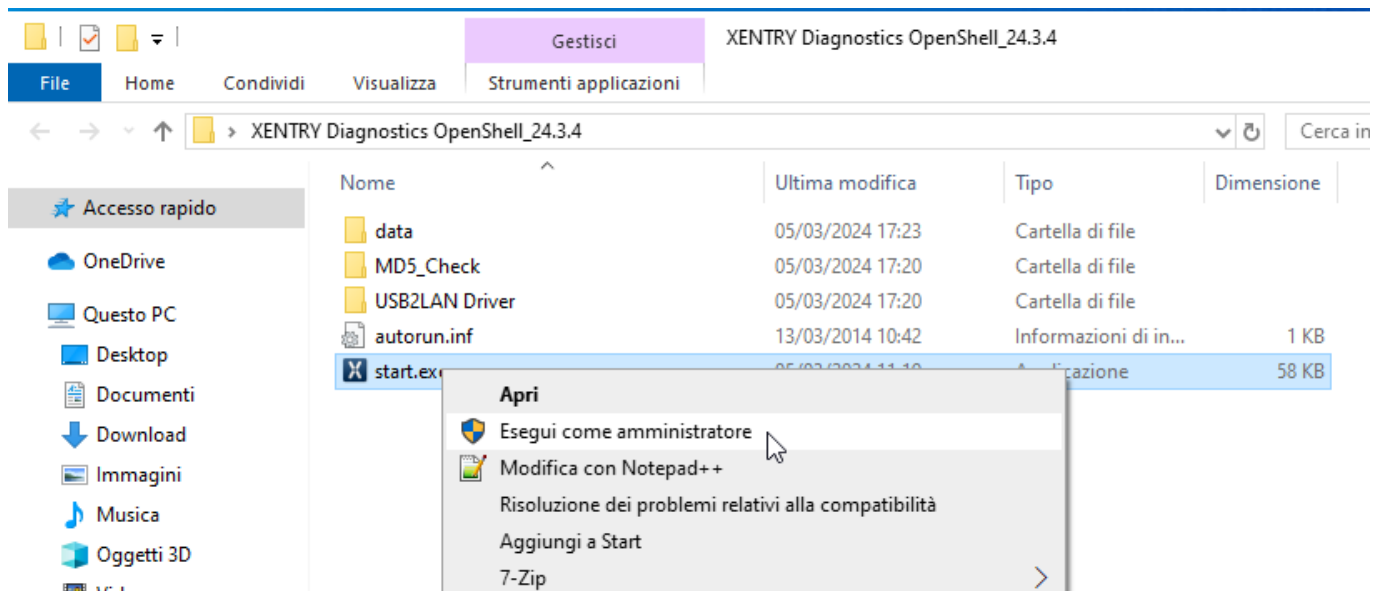 Gestisci XENTRY Diagnostics OpenShell_24.3.4
File Home Condividi Visualizza Strumenti applicazioni
XENTRY Diagnostics OpenShell_24.3.4 Cerca in
Nome Ultima modifica Tipo Dimensione
Accesso rapido
data 05/03/2024 17:23 Cartella di file
OneDrive
MD5_Check 05/03/2024 17:20 Cartella di file
USB2LAN Driver 05/03/2024 17:20 Cartella di file
Questo PC
autorun.inf 13/03/2014 10:42 Informazioni di in... 1 KB
Desktop
start.exe 58 KB
Apri
Documenti
Esegui come amministratore
Download
Modifica con Notepad++
Immagini
Risoluzione dei problemi relativi alla compatibilità
Musica
Aggiungi a Start
Oggetti 3D
7-Zip